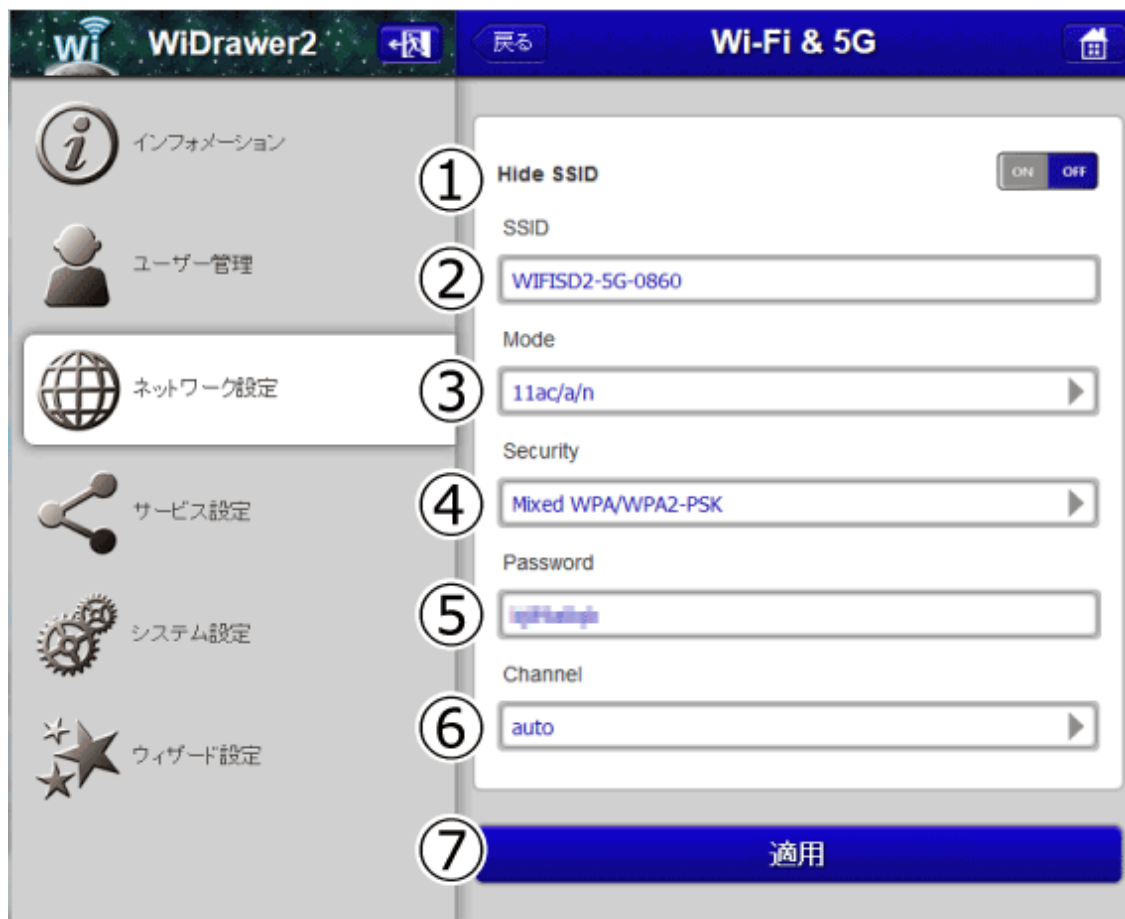 Wi WiDrawer2
戻る
Wi-Fi & 5G
インフォメーション
ユーザー管理
ネットワーク設定
サービス設定
システム設定
ウィザード設定
① Hide SSID ON OFF
SSID
② WIFISD2-5G-0860
Mode
③ 11ac/a/n
Security
④ Mixed WPA/WPA2-PSK
Password
⑤
Channel
⑥ auto
⑦ 適用